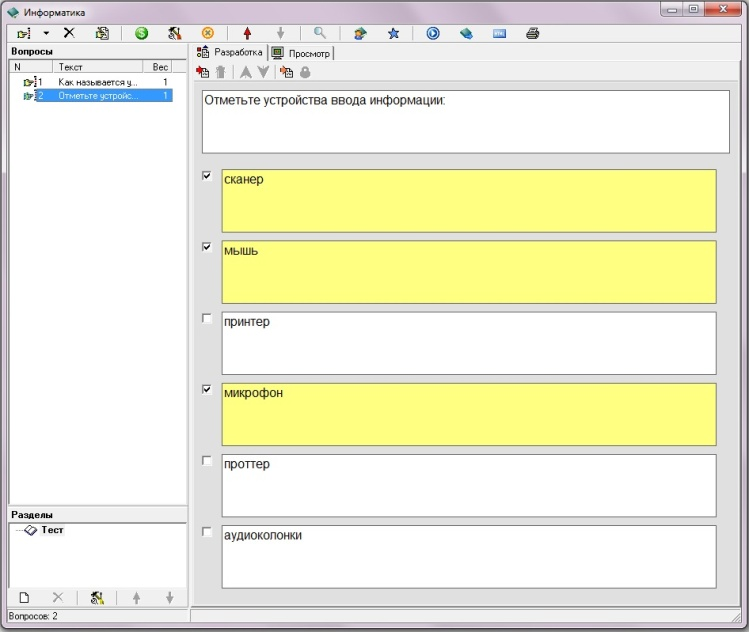 Информатика
Вопросы
N Текст Вес
1 Как называется у... 1
2 Отметьте устройс... 1
Разработка Просмотр
Отметьте устройства ввода информации:
сканер
мышь
принтер
микрофон
проттер
аудиоколонки
Разделы
Тест
Вопросов: 2